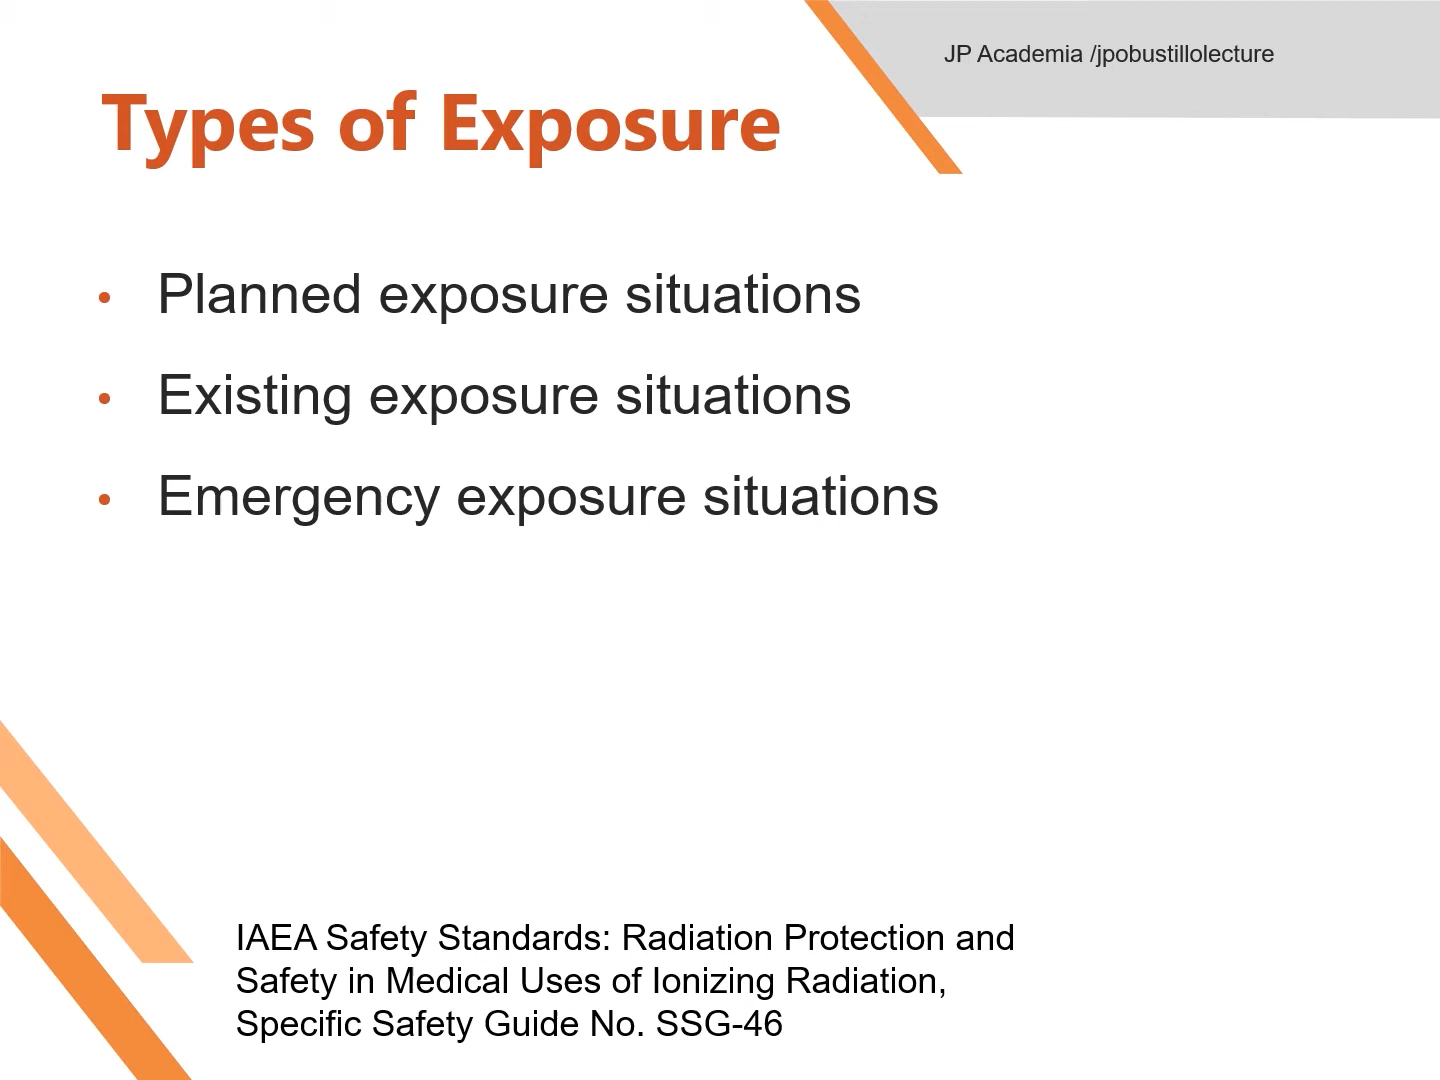 JP Academia /jpobustillolecture
Types of Exposure
• Planned exposure situations
• Existing exposure situations
• Emergency exposure situations
IAEA Safety Standards: Radiation Protection and
Safety in Medical Uses of Ionizing Radiation,
Specific Safety Guide No. SSG-46